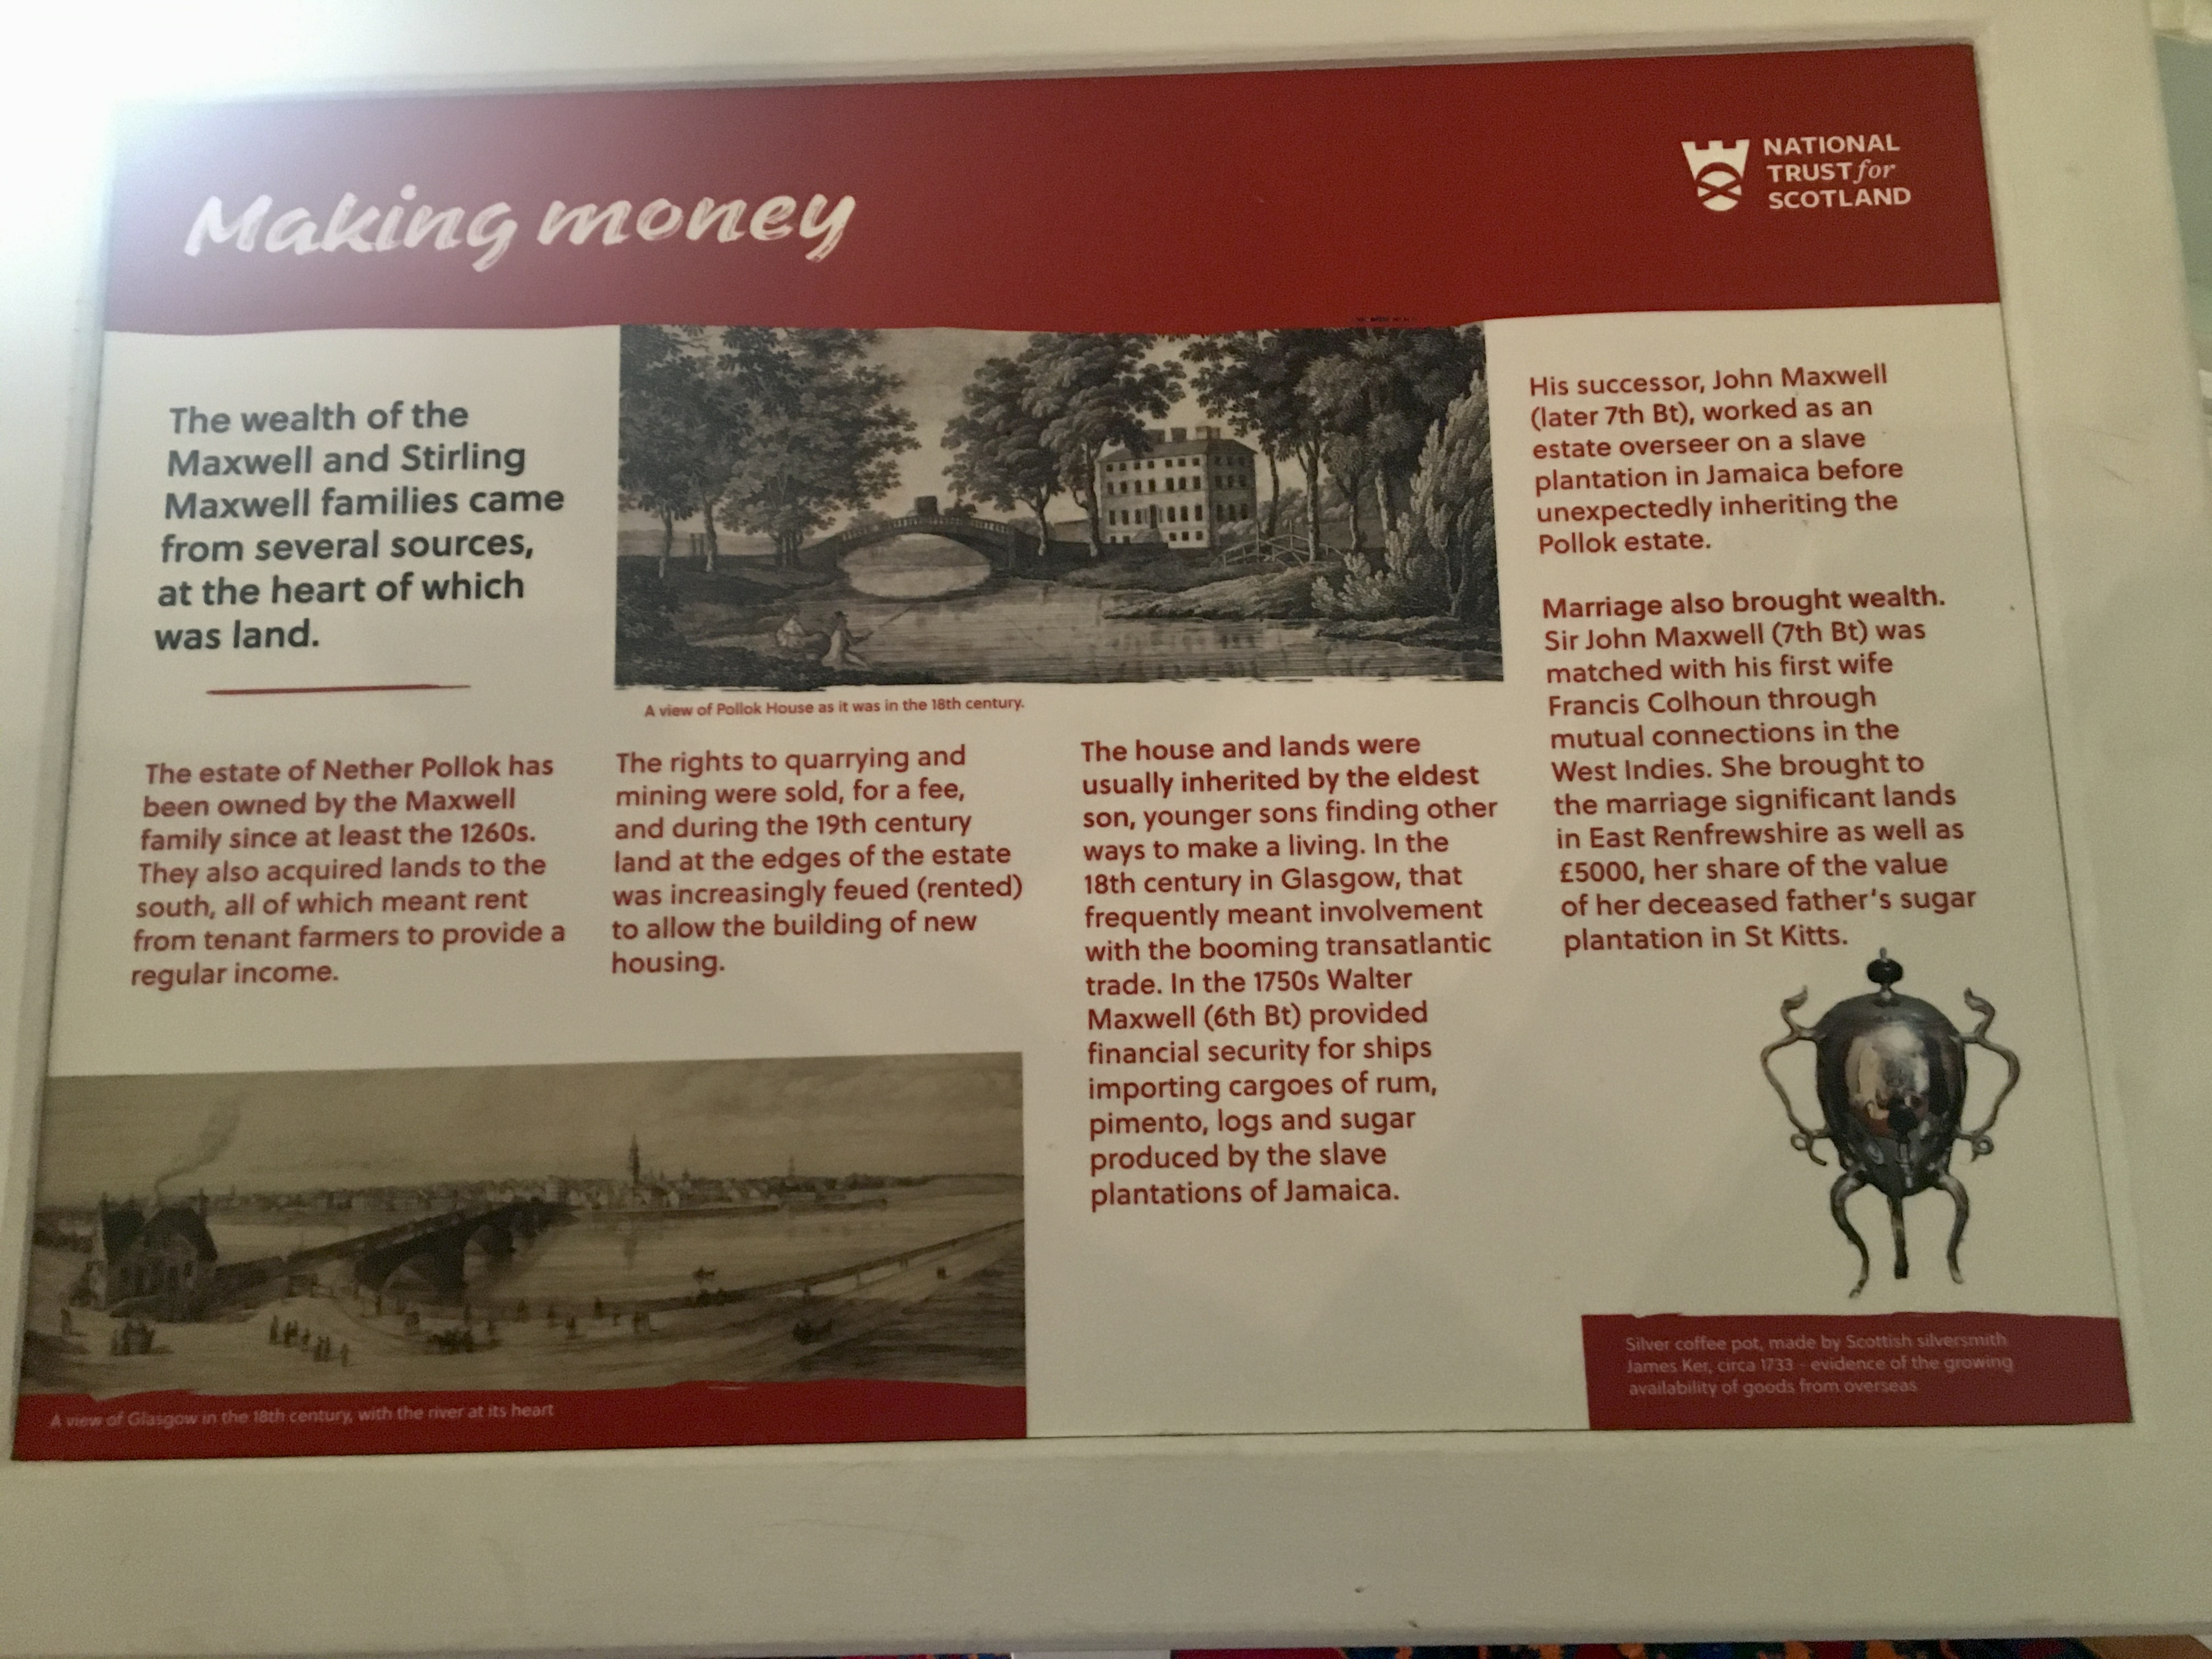 Making money
NATIONAL
TRUST for
SCOTLAND
The wealth of the
Maxwell and Stirling
Maxwell families came
from several sources,
at the heart of which
was land.
A view of Pollok House as it was in the 18th century.
The estate of Nether Pollok has
been owned by the Maxwell
family since at least the 1260s.
They also acquired lands to the
south, all of which meant rent
from tenant farmers to provide a
regular income.
The rights to quarrying and
mining were sold, for a fee,
and during the 19th century
land at the edges of the estate
was increasingly feued (rented)
to allow the building of new
housing.
A view of Glasgow in the 18th century, with the river at its heart
The house and lands were
usually inherited by the eldest
son, younger sons finding other
ways to make a living. In the
18th century in Glasgow, that
frequently meant involvement
with the booming transatlantic
trade. In the 1750s Walter
Maxwell (6th Bt) provided
financial security for ships
importing cargoes of rum,
pimento, logs and sugar
produced by the slave
plantations of Jamaica.
His successor, John Maxwell
(later 7th Bt), worked as an
estate overseer on a slave
plantation in Jamaica before
unexpectedly inheriting the
Pollok estate.
Marriage also brought wealth.
Sir John Maxwell (7th Bt) was
matched with his first wife
Francis Colhoun through
mutual connections in the
West Indies. She brought to
the marriage significant lands
in East Renfrewshire as well as
£5000, her share of the value
of her deceased father's sugar
plantation in St Kitts.
Silver coffee pot, made by Scottish silversmith
James Ker, circa 1733 - evidence of the growing
availability of goods from overseas